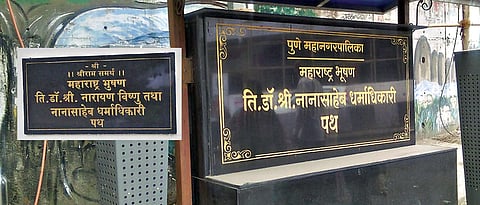 - श्री -
।। श्रीराम समर्थ ।।
महाराष्ट्र भुषण
ति.डॉ.श्री. नारायण विष्णु तथा
नानासाहेब धर्माधिकारी
पथ
पुणे महानगरपालिका
महाराष्ट्र भूषण
ति.डॉ.श्री.नानासाहेब धर्माधिकारी
पथ